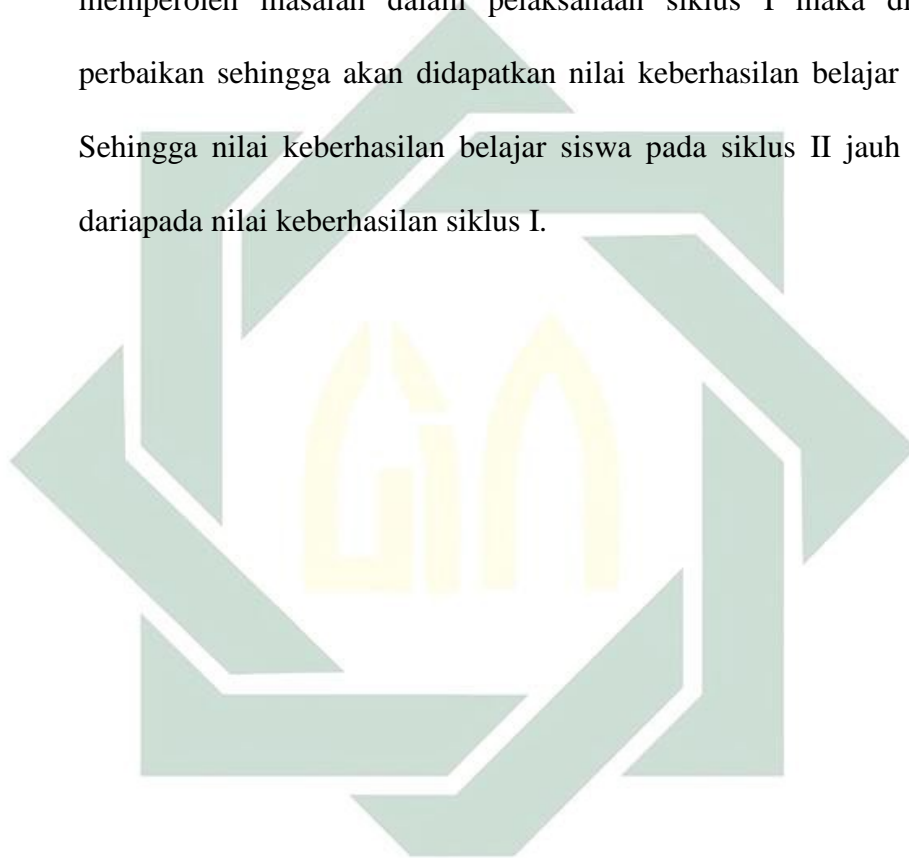 memperoleh masalah dalam pelaksanaan siklus I maka
perbaikan sehingga akan didapatkan nilai keberhasilan belajar
Sehingga nilai keberhasilan belajar siswa pada siklus II jauh
dariapada nilai keberhasilan siklus I.